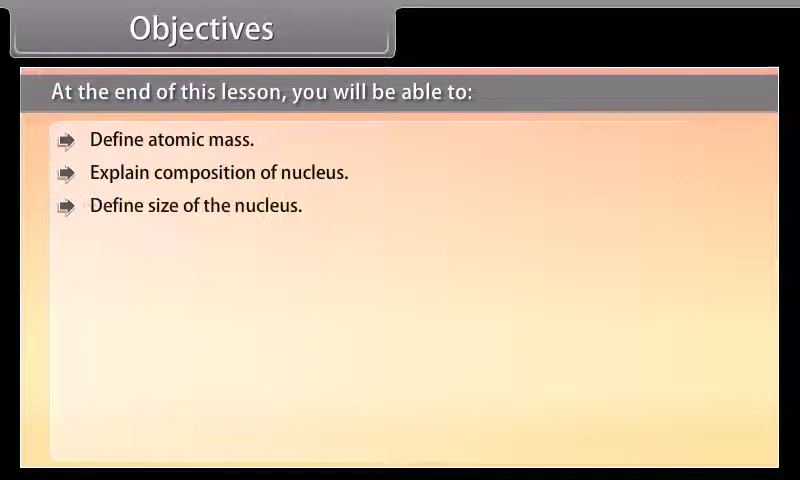 Objectives
At the end of this lesson, you will be able to:
Define atomic mass.
Explain composition of nucleus.
Define size of the nucleus.